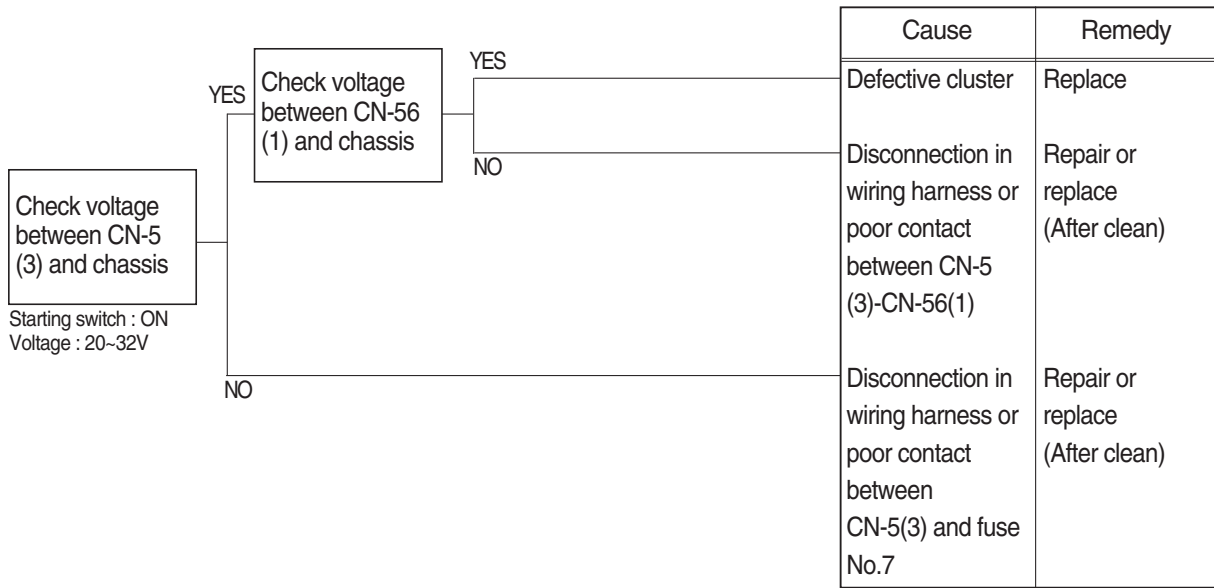 Cause
Remedy
YES
YES
Check voltage
between CN-56
(1) and chassis
NO
Defective cluster
Replace
Disconnection in
wiring harness or
poor contact
between CN-5
(3)-CN-56(1)
Repair or
replace
(After clean)
Check voltage
between CN-5
(3) and chassis
Starting switch : ON
Voltage : 20~32V
NO
Disconnection in
wiring harness or
poor contact
between
CN-5(3) and fuse
No.7
Repair or
replace
(After clean)